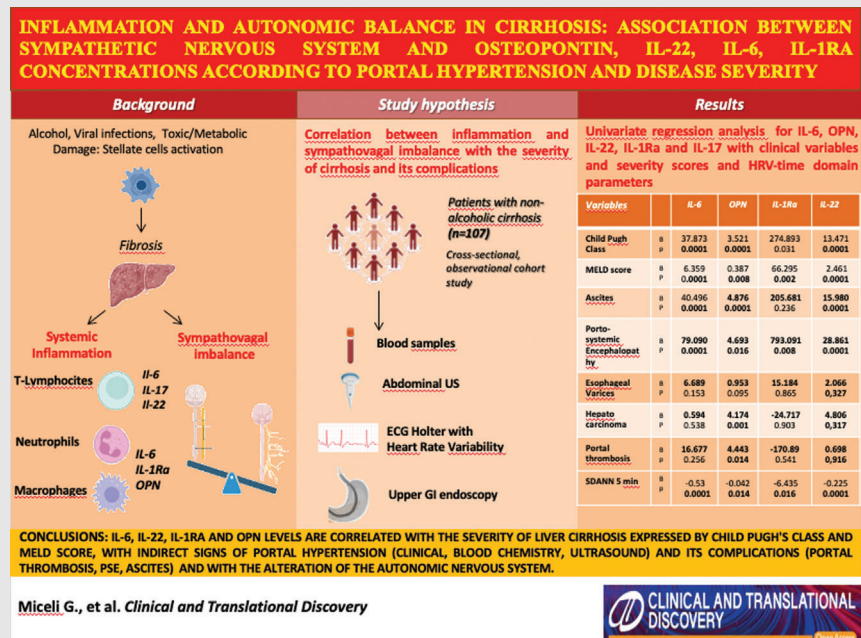 INFLAMMATION AND AUTONOMIC BALANCE IN CIRRHOSIS: ASSOCIATION BETWEEN
SYMPATHETIC NERVOUS SYSTEM AND OSTEOPONTIN, IL-22, IL-6, IL-1RA
CONCENTRATIONS ACCORDING TO PORTAL HYPERTENSION AND DISEASE SEVERITY
Background
Alcohol, Viral infections, Toxic/Metabolic
Damage: Stellate cells activation
Fibrosis
Systemic
Inflammation
Sympathovagal
imbalance
T-Lymphocites
Il-6
IL-17
Il-22
Neutrophils
Macrophages
IL-6
IL-1Ra
OPN
Study hypothesis
Correlation between inflammation and
sympathovagal imbalance with the severity
of cirrhosis and its complications
Patients with non-
alcoholic cirrhosis
(n=107)
Cross-sectional,
observational cohort
study
Blood samples
Abdominal US
ECG Holter with
Heart Rate Variability
Upper GI endoscopy
Results
Univariate regression analysis for IL-6, OPN,
IL-22, IL-1Ra and IL-17 with clinical variables
and severity scores and HRV-time domain
parameters
Variables IL-6 OPN IL-1Ra IL-22
Child Pugh B 37.873 3.521 274.893 13.471
Class P 0.0001 0.0001 0.031 0.0001
MELD score B 6.359 0.387 66.295 2.461
P 0.0001 0.008 0.002 0.0001
Ascites B 40.496 4.876 205.681 15.980
P 0.0001 0.0001 0.236 0.0001
Porto-
systemic B 79.090 4.693 793.091 28.861
Encephalopat P 0.0001 0.016 0.008 0.0001
hy
Esophageal B 6.689 0.953 15.184 2.066
Varices P 0.153 0.095 0.865 0,327
Hepato B 0.594 4.174 -24.717 4.806
carcinoma P 0.538 0.001 0.903 0,317
Portal B 16.677 4.443 -170.89 0.698
thrombosis P 0.256 0.014 0.541 0,916
SDANN 5 min B -0.53 -0.042 -6.435 -0.225
P 0.0001 0.014 0.016 0.0001
CONCLUSIONS: IL-6, IL-22, IL-1RA AND OPN LEVELS ARE CORRELATED WITH THE SEVERITY OF LIVER CIRRHOSIS EXPRESSED BY CHILD PUGH'S CLASS AND
MELD SCORE, WITH INDIRECT SIGNS OF PORTAL HYPERTENSION (CLINICAL, BLOOD CHEMISTRY, ULTRASOUND) AND ITS COMPLICATIONS (PORTAL
THROMBOSIS, PSE, ASCITES) AND WITH THE ALTERATION OF THE AUTONOMIC NERVOUS SYSTEM.
Miceli G., et al. Clinical and Translational Discovery
CLINICAL AND TRANSLATIONAL
DISCOVERY